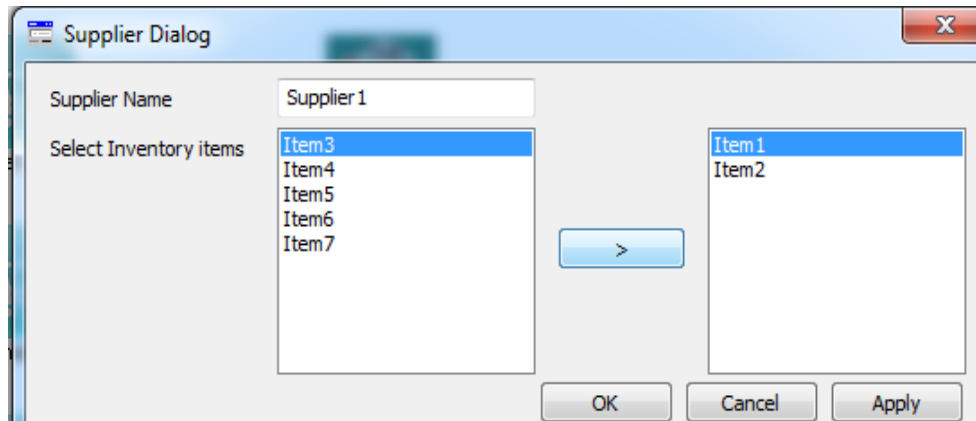 Supplier Dialog
Supplier Name
Supplier1
Select Inventory items
Item3
Item4
Item5
Item6
Item7
>
Item1
Item2
OK
Cancel
Apply